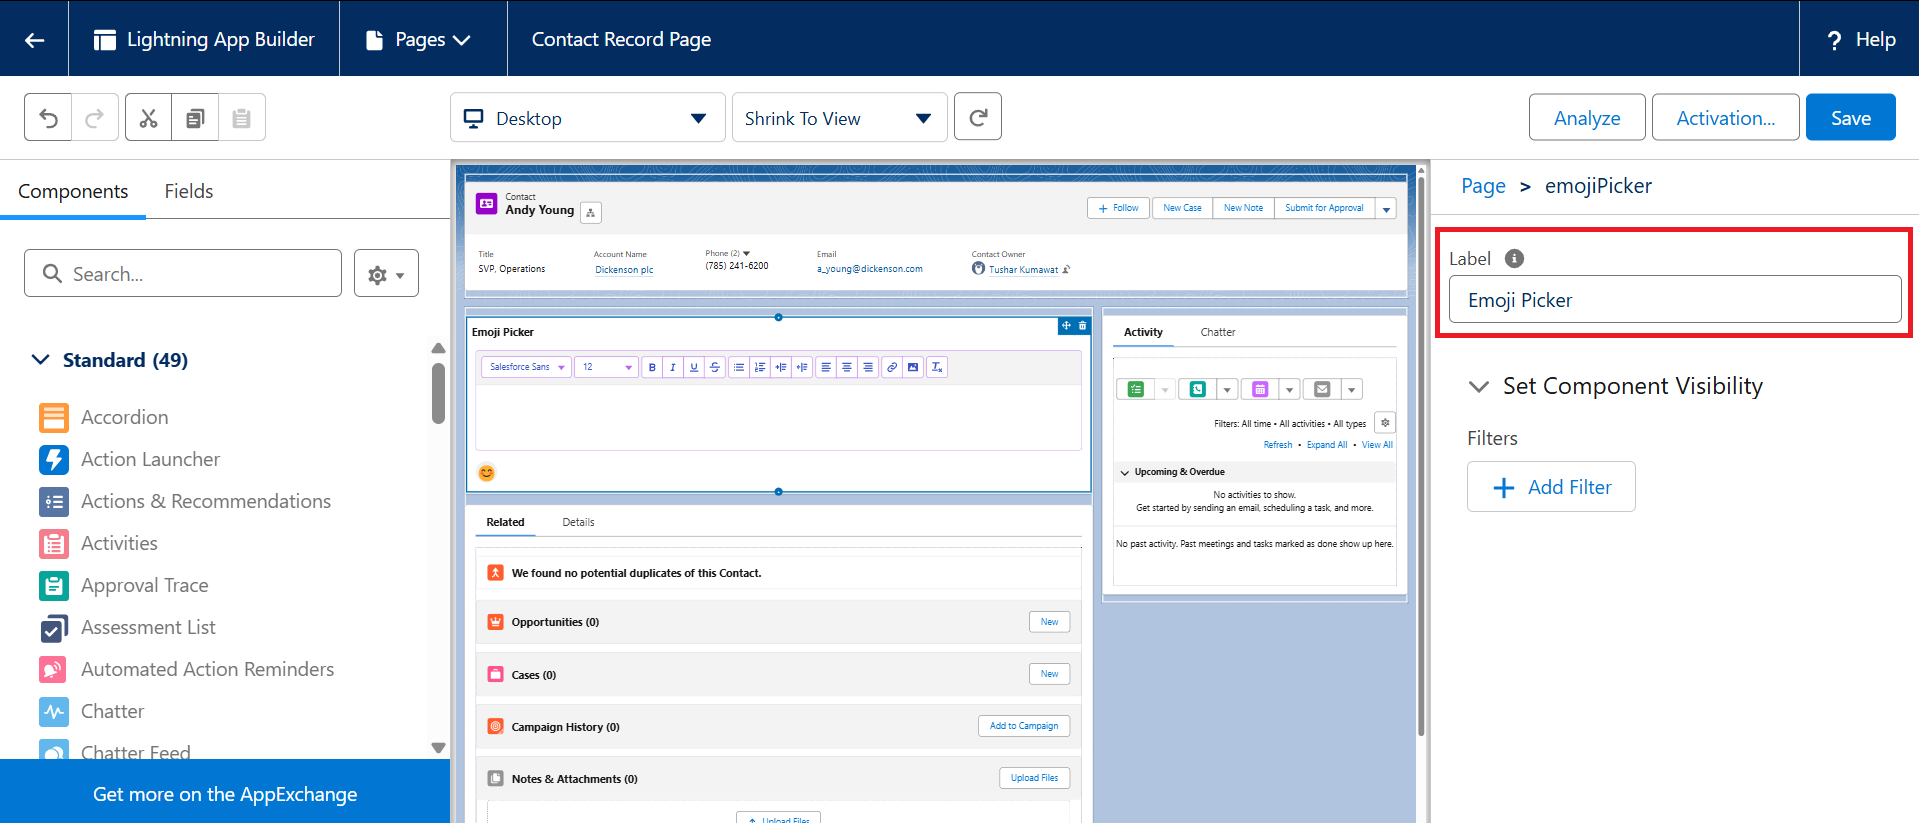 Lightning App Builder
Pages
Contact Record Page
? Help
Desktop
Shrink To View
Analyze
Activation...
Save
Components
Fields
Search...
Standard (49)
Accordion
Action Launcher
Actions & Recommendations
Activities
Approval Trace
Assessment List
Automated Action Reminders
Chatter
Chatter Feed
Get more on the AppExchange
Contact
Andy Young
+ Follow
New Case
New Note
Submit for Approval
Title
SVP, Operations
Account Name
Dickenson plc
Phone (2)
(785) 241-6200
Email
a_young@dickenson.com
Contact Owner
Tushar Kumawat
Emoji Picker
Salesforce Sans
12
B I U S
Related
Details
We found no potential duplicates of this Contact.
Opportunities (0)
New
Cases (0)
New
Campaign History (0)
Add to Campaign
Notes & Attachments (0)
Upload Files
Upload Files
Activity
Chatter
Filters: All time • All activities • All types
Refresh • Expand All • View All
Upcoming & Overdue
No activities to show.
Get started by sending an email, scheduling a task, and more.
No past activity. Past meetings and tasks marked as done show up here.
Page > emojiPicker
Label
Emoji Picker
Set Component Visibility
Filters
+ Add Filter